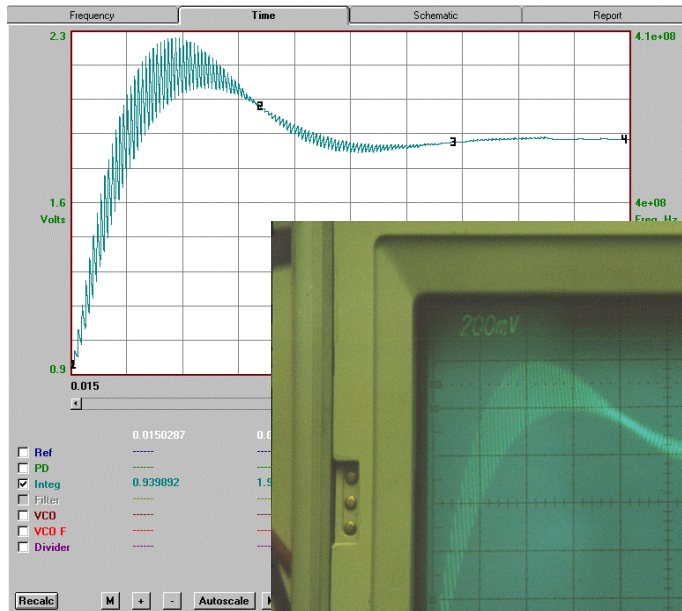 Frequency Time Schematic Report
2.3 4.1e+08
2
3 4
1.6 4e+08
Volts Freq, Hz
1
0.9
0.015
200mV
0.0150287
Ref ----- 
PD -----
Integ 0.939892
Filter -----
VCO -----
VCO F -----
Divider -----
Recalc M + - Autoscale